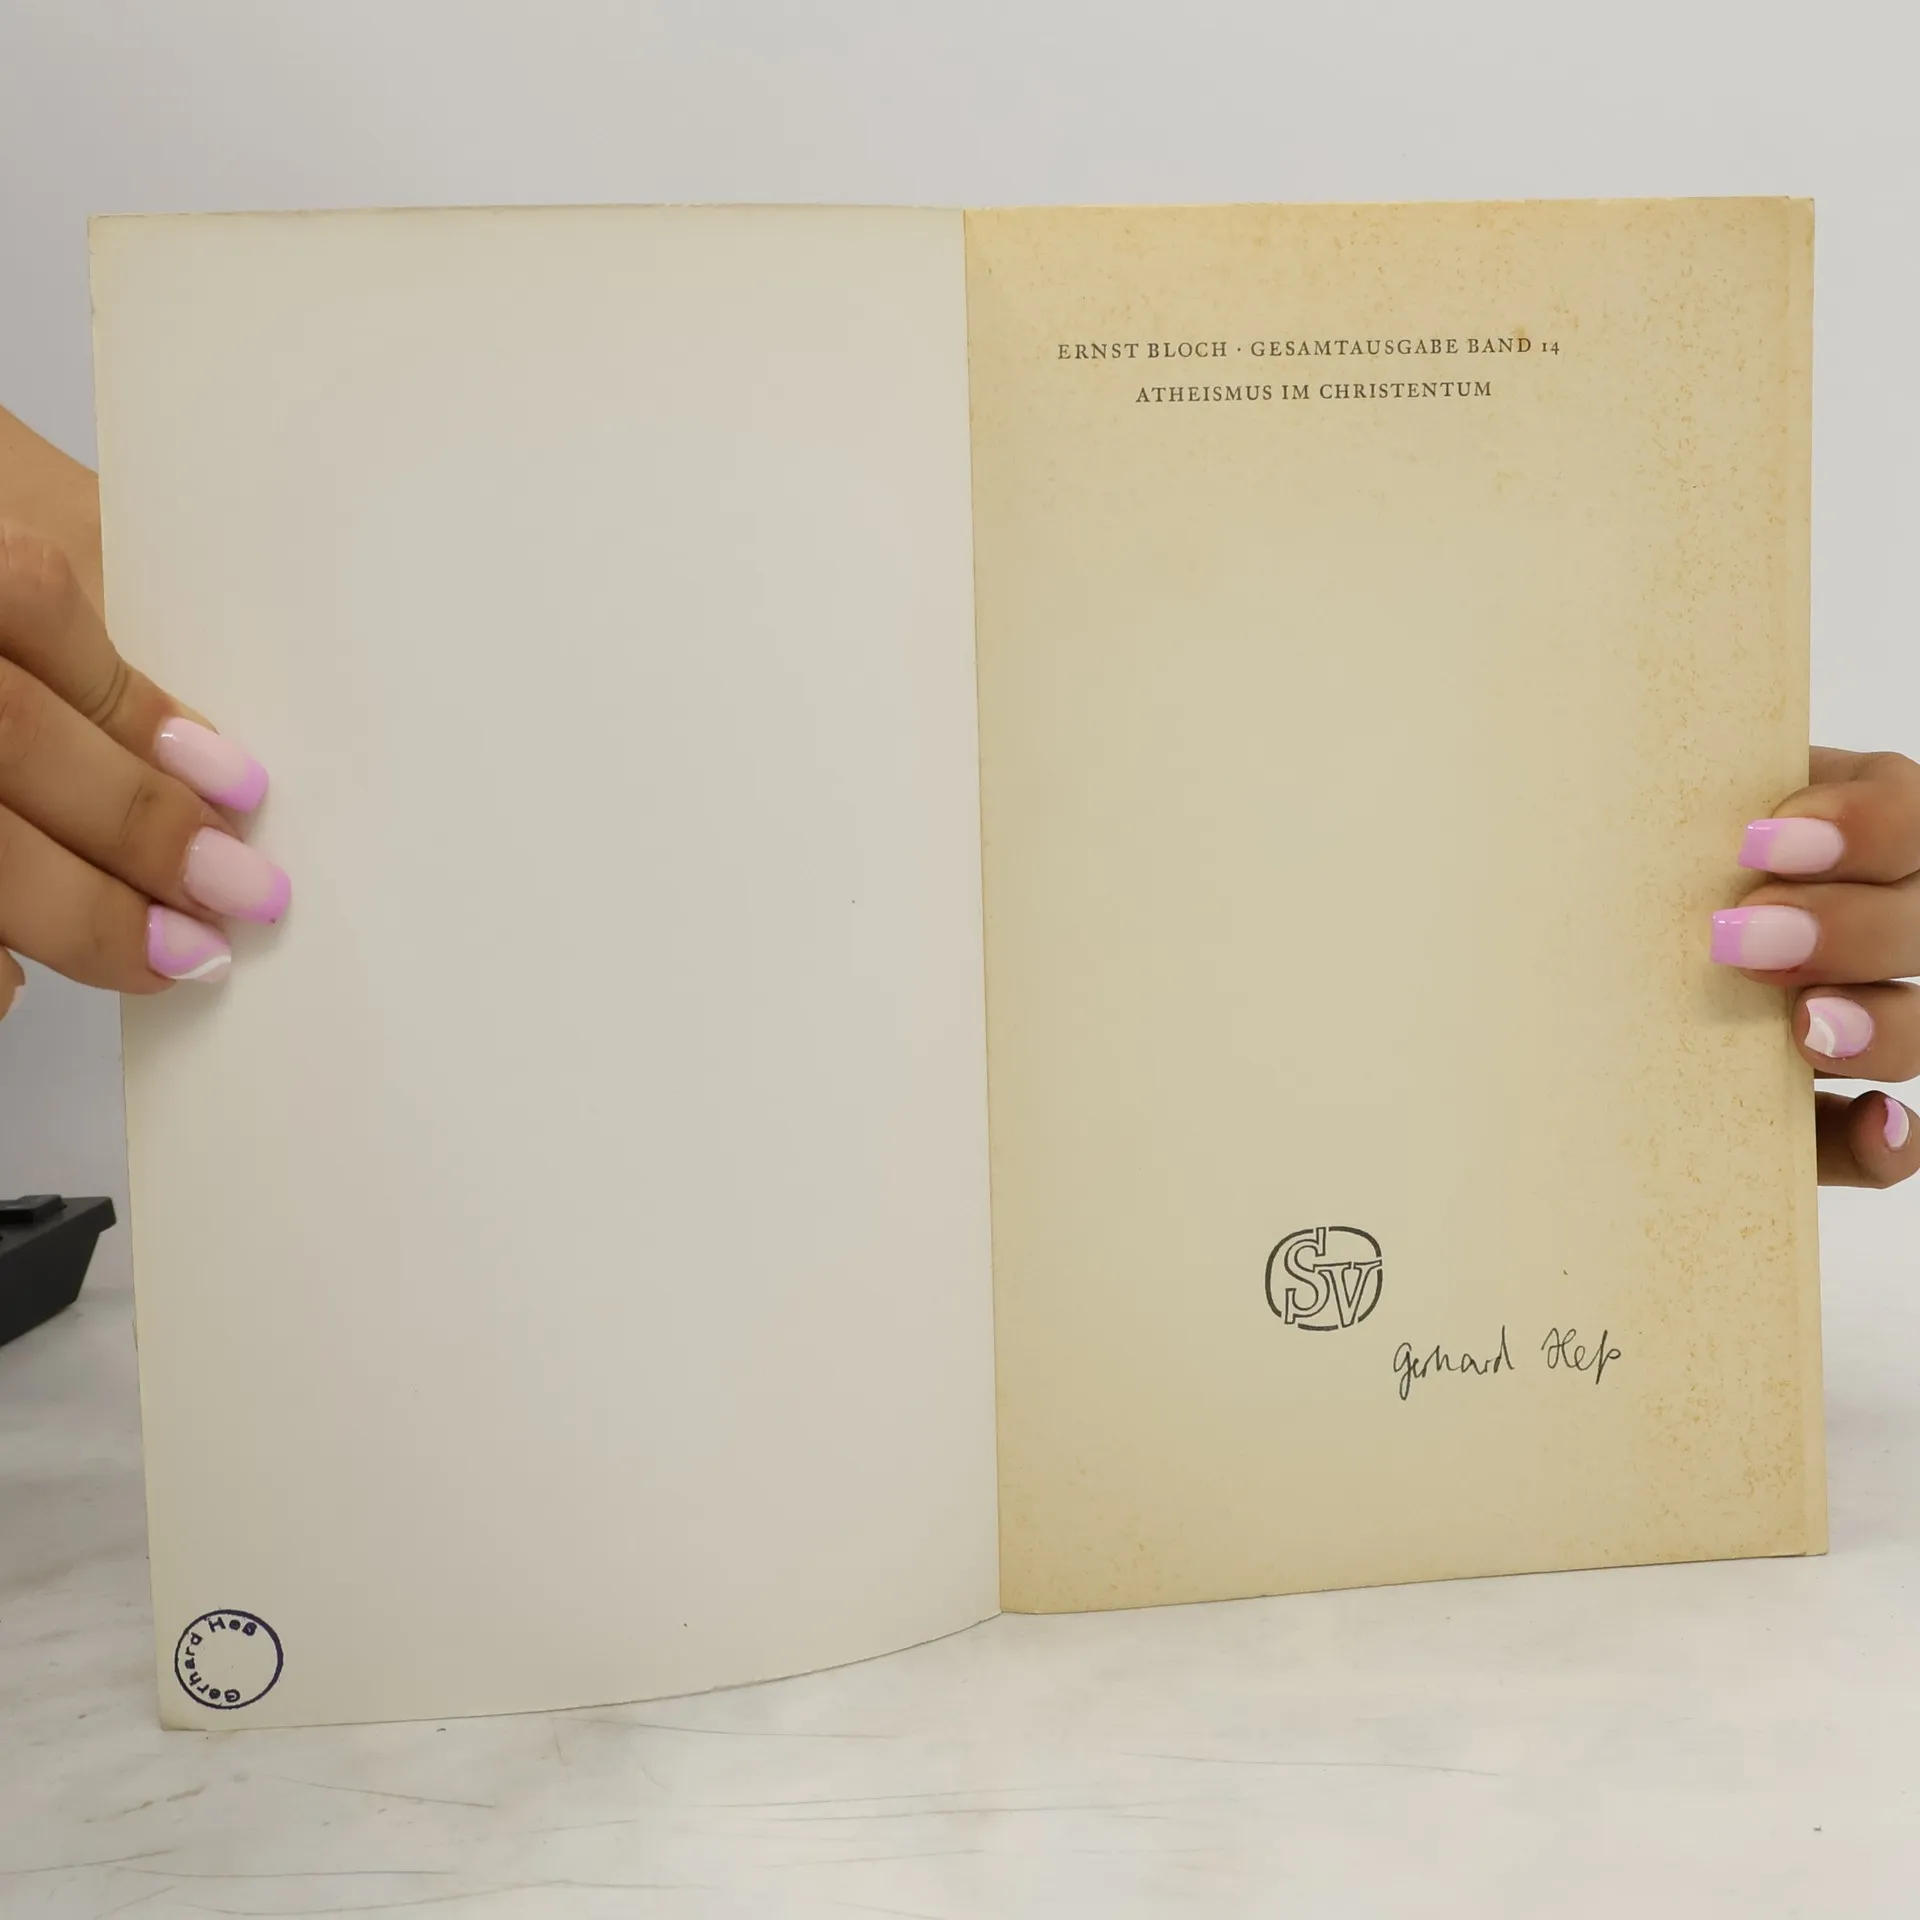 ERNST BLOCH · GESAMTAUSGABE BAND 14
ATHEISMUS IM CHRISTENTUM
SV
Gerhard Heß
Gerhard Heß